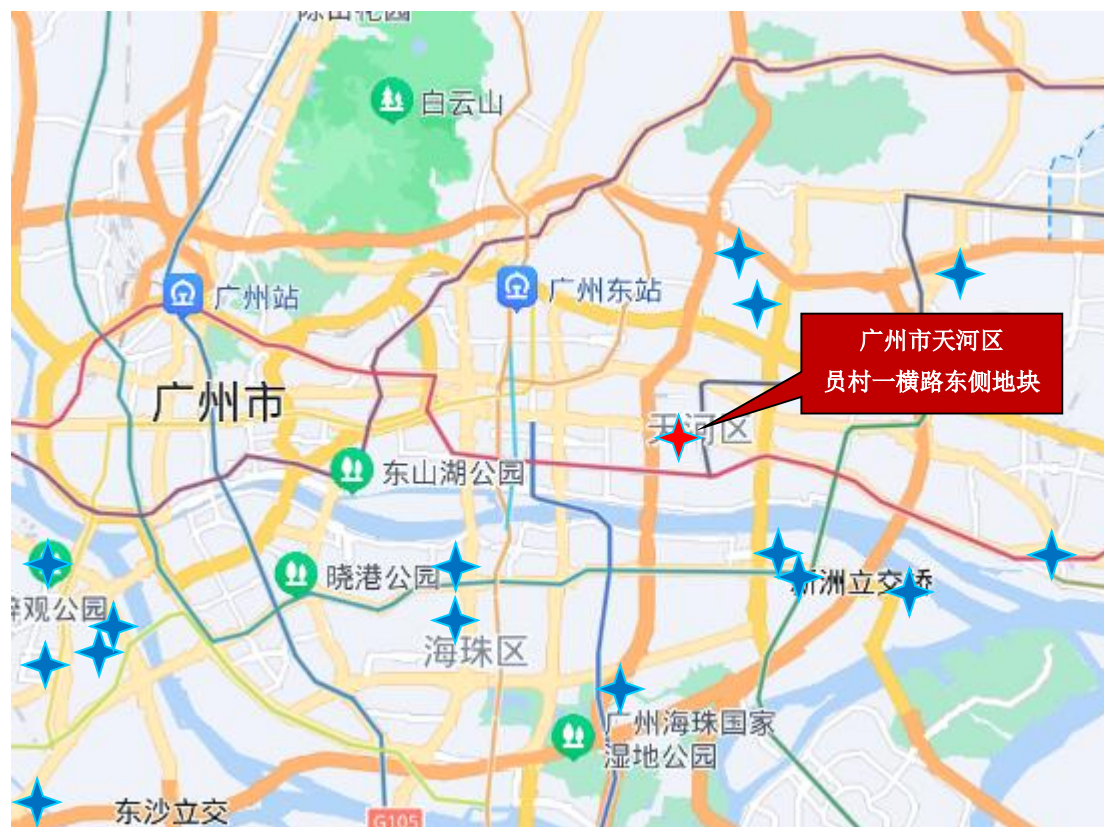 白云山
广州站
广州东站
广州市天河区
员村一横路东侧地块
广州市
天河区
东山湖公园
晓港公园
洲立交桥
观公园
海珠区
广州海珠国家
湿地公园
东沙立交
G105